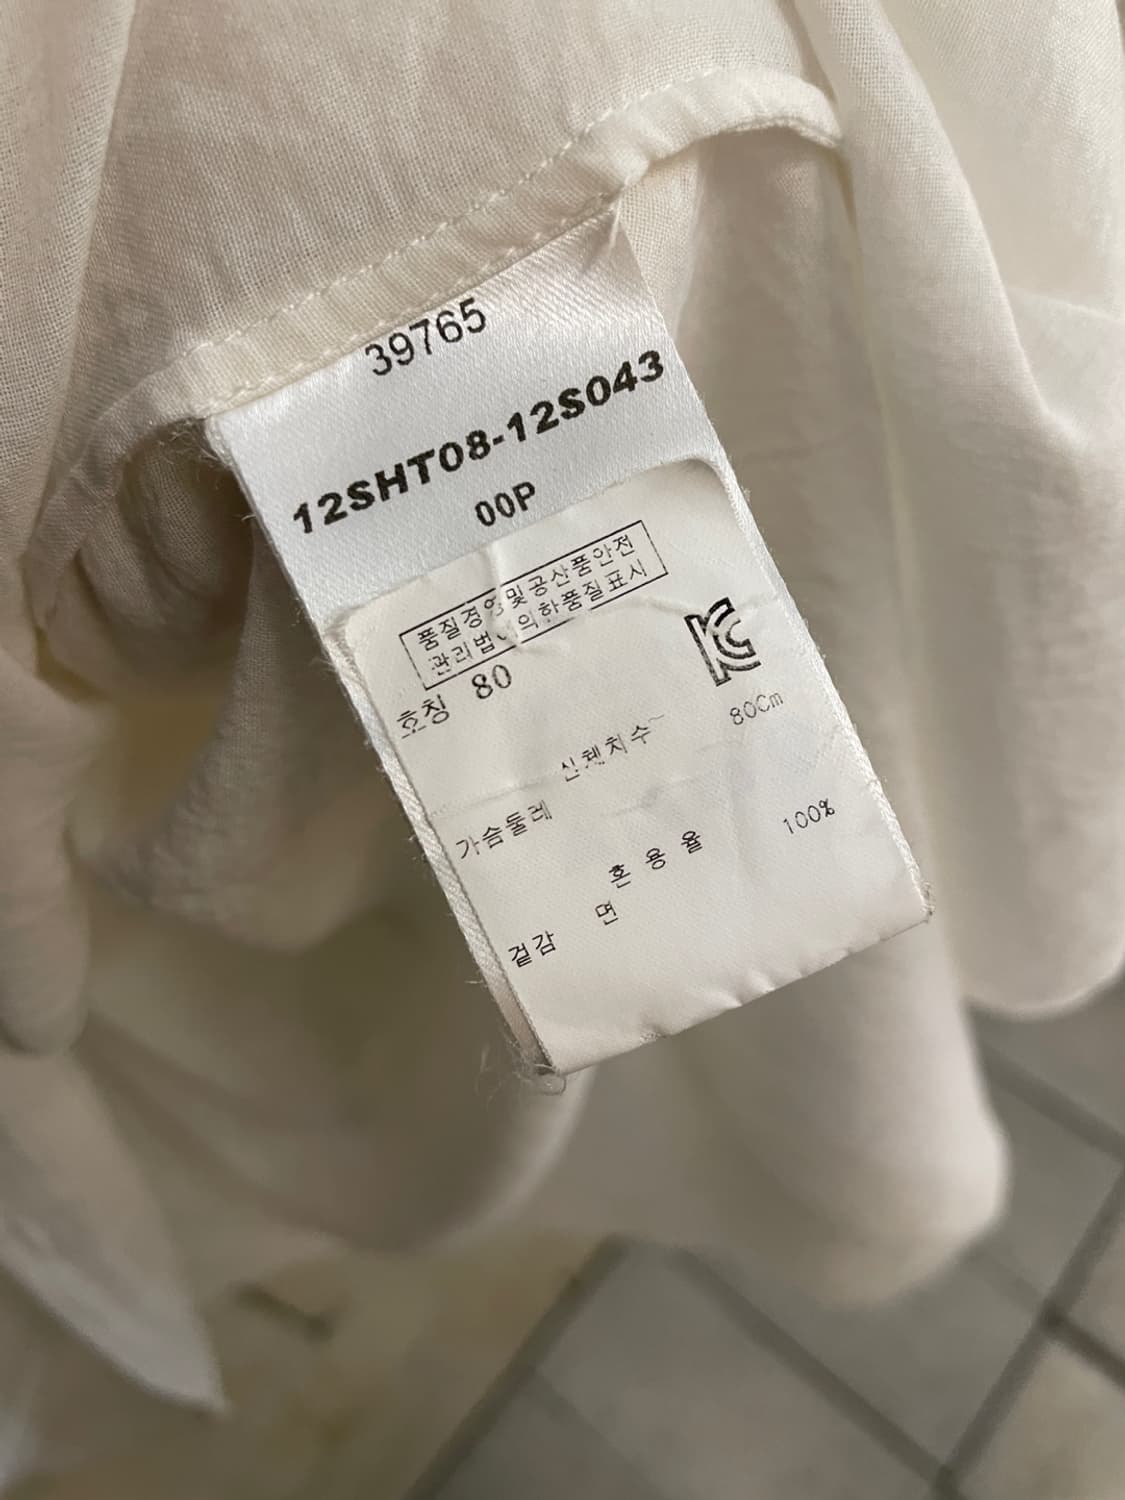 39765
12SHT08-12S043
00P
품질경영및공산품안전
관리법에의한품질표시
KC
호칭 80
신체치수
가슴둘레 80Cm
혼용율
겉감 면 100%